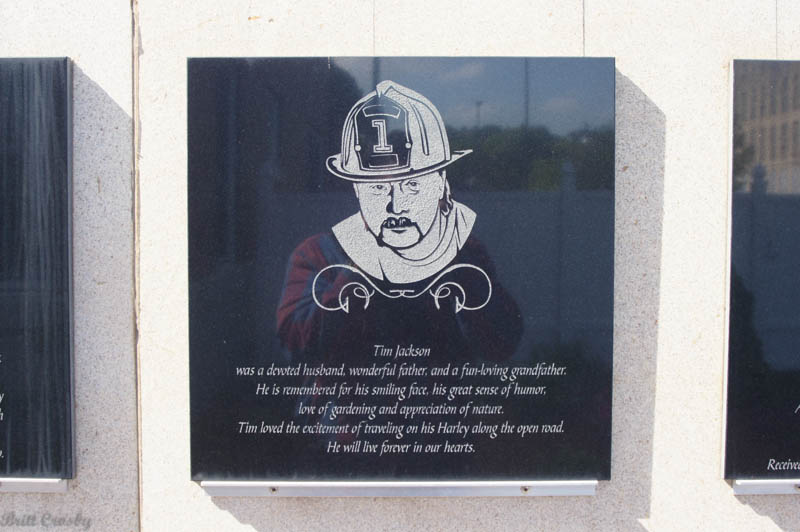 1
Tim Jackson
was a devoted husband, wonderful father, and a fun-loving grandfather.
He is remembered for his smiling face, his great sense of humor,
love of gardening and appreciation of nature.
Tim loved the excitement of traveling on his Harley along the open road.
He will live forever in our hearts.
Received
Britt Crosby